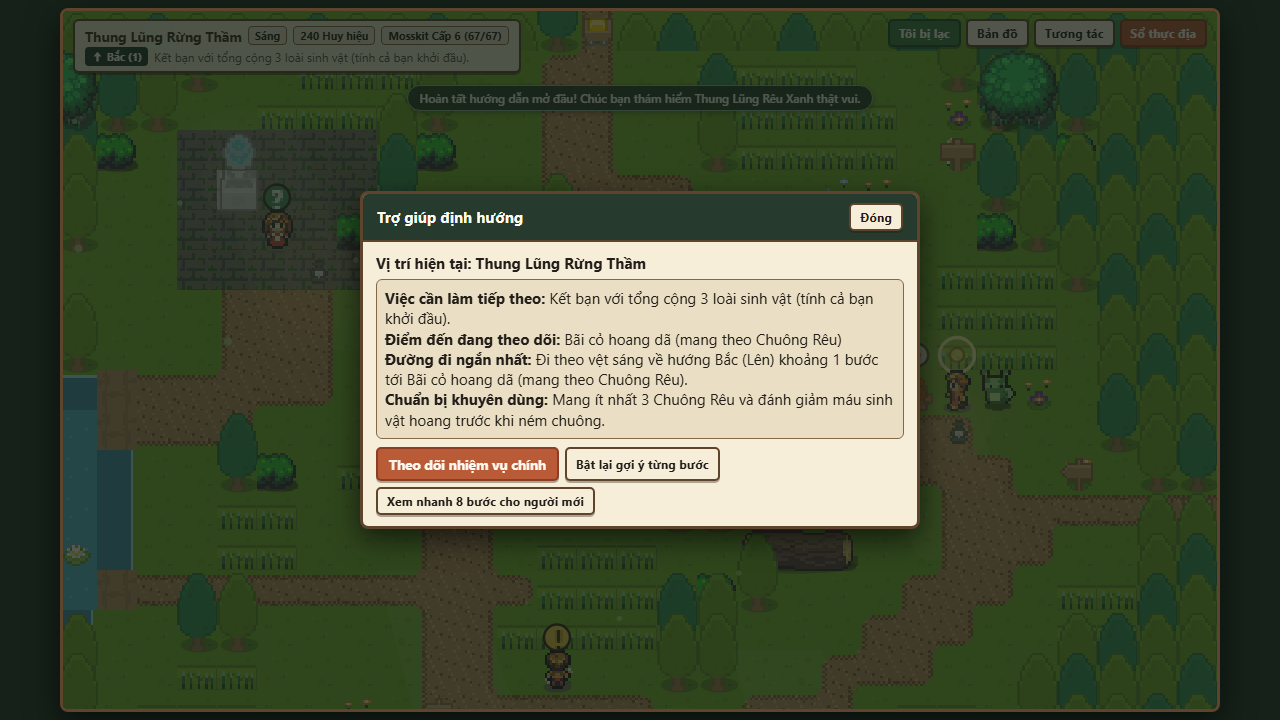 Thung Lũng Rừng Thầm Sáng 240 Huy hiệu Mosskit Cấp 6 (67/67)
↑ Bắc (1) Kết bạn với tổng cộng 3 loài sinh vật (tính cả bạn khởi đầu).
Tôi bị lạc Bản đồ Tương tác Sổ thực địa
Hoàn tất hướng dẫn mở đầu! Chúc bạn thám hiểm Thung Lũng Rêu Xanh thật vui.
?
Trợ giúp định hướng Đóng
Vị trí hiện tại: Thung Lũng Rừng Thầm
Việc cần làm tiếp theo: Kết bạn với tổng cộng 3 loài sinh vật (tính cả bạn
khởi đầu).
Điểm đến đang theo dõi: Bãi cỏ hoang dã (mang theo Chuông Rêu)
Đường đi ngắn nhất: Đi theo vệt sáng về hướng Bắc (Lên) khoảng 1 bước
tới Bãi cỏ hoang dã (mang theo Chuông Rêu).
Chuẩn bị khuyên dùng: Mang ít nhất 3 Chuông Rêu và đánh giảm máu sinh
vật hoang trước khi ném chuông.
Theo dõi nhiệm vụ chính Bật lại gợi ý từng bước
Xem nhanh 8 bước cho người mới
!